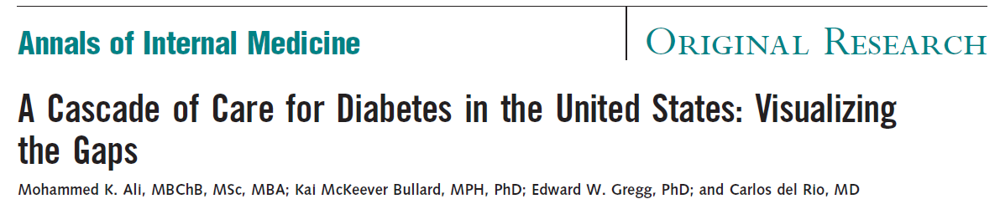 Annals of Internal Medicine
ORIGINAL RESEARCH
A Cascade of Care for Diabetes in the United States: Visualizing
the Gaps
Mohammed K. Ali, MBChB, MSc, MBA; Kai McKeever Bullard, MPH, PhD; Edward W. Gregg, PhD; and Carlos del Rio, MD